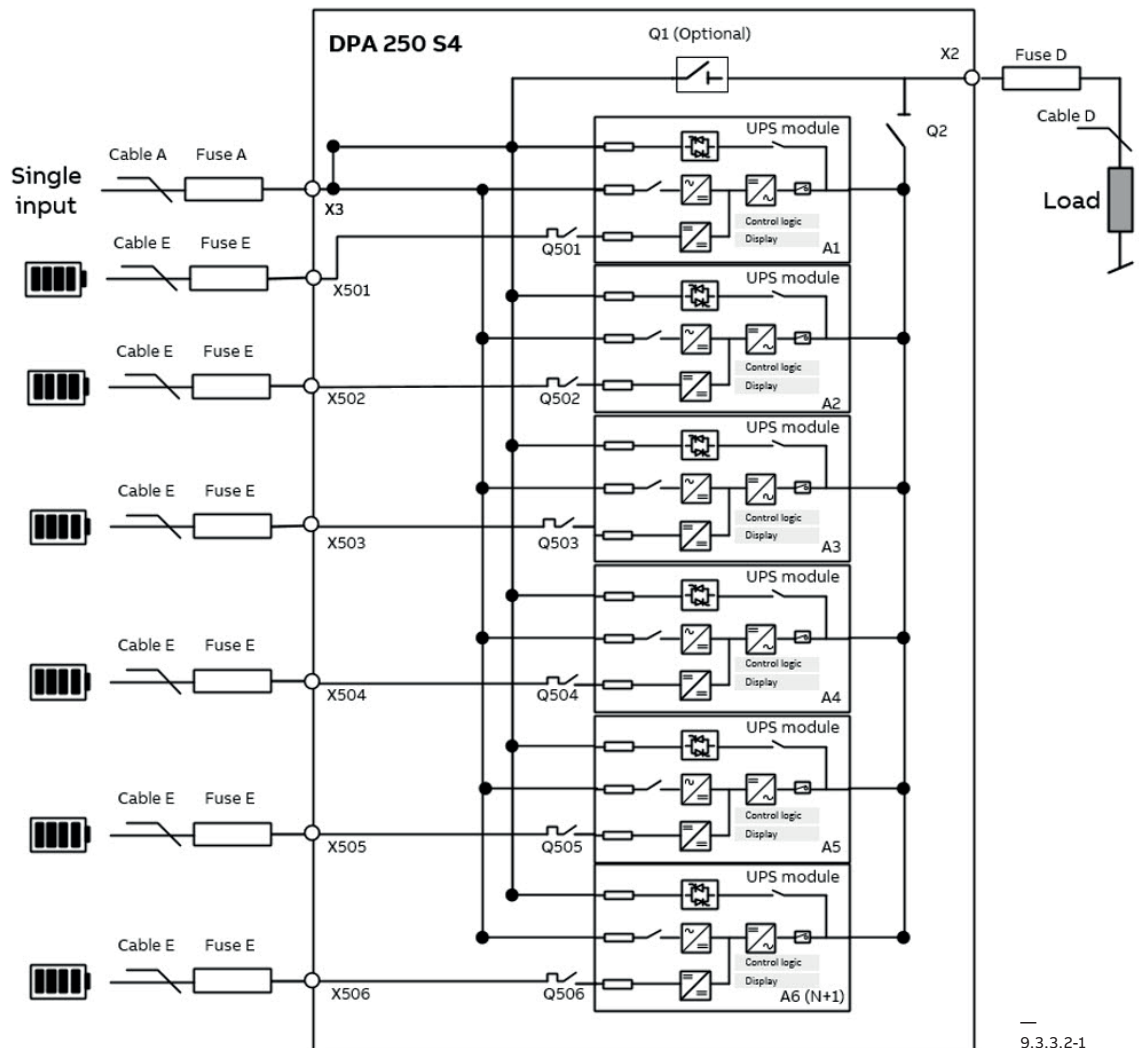 DPA 250 S4
Q1 (Optional)
X2
Fuse D
Cable D
Q2
Load
Single
input
Cable A
Fuse A
X3
UPS module
Control logic
Display
A1
Cable E
Fuse E
X501
Q501
UPS module
Control logic
Display
A2
Cable E
Fuse E
X502
Q502
UPS module
Control logic
Display
A3
Cable E
Fuse E
X503
Q503
UPS module
Control logic
Display
A4
Cable E
Fuse E
X504
Q504
UPS module
Control logic
Display
A5
Cable E
Fuse E
X505
Q505
UPS module
Control logic
Display
A6 (N+1)
Cable E
Fuse E
X506
Q506
9.3.3.2-1